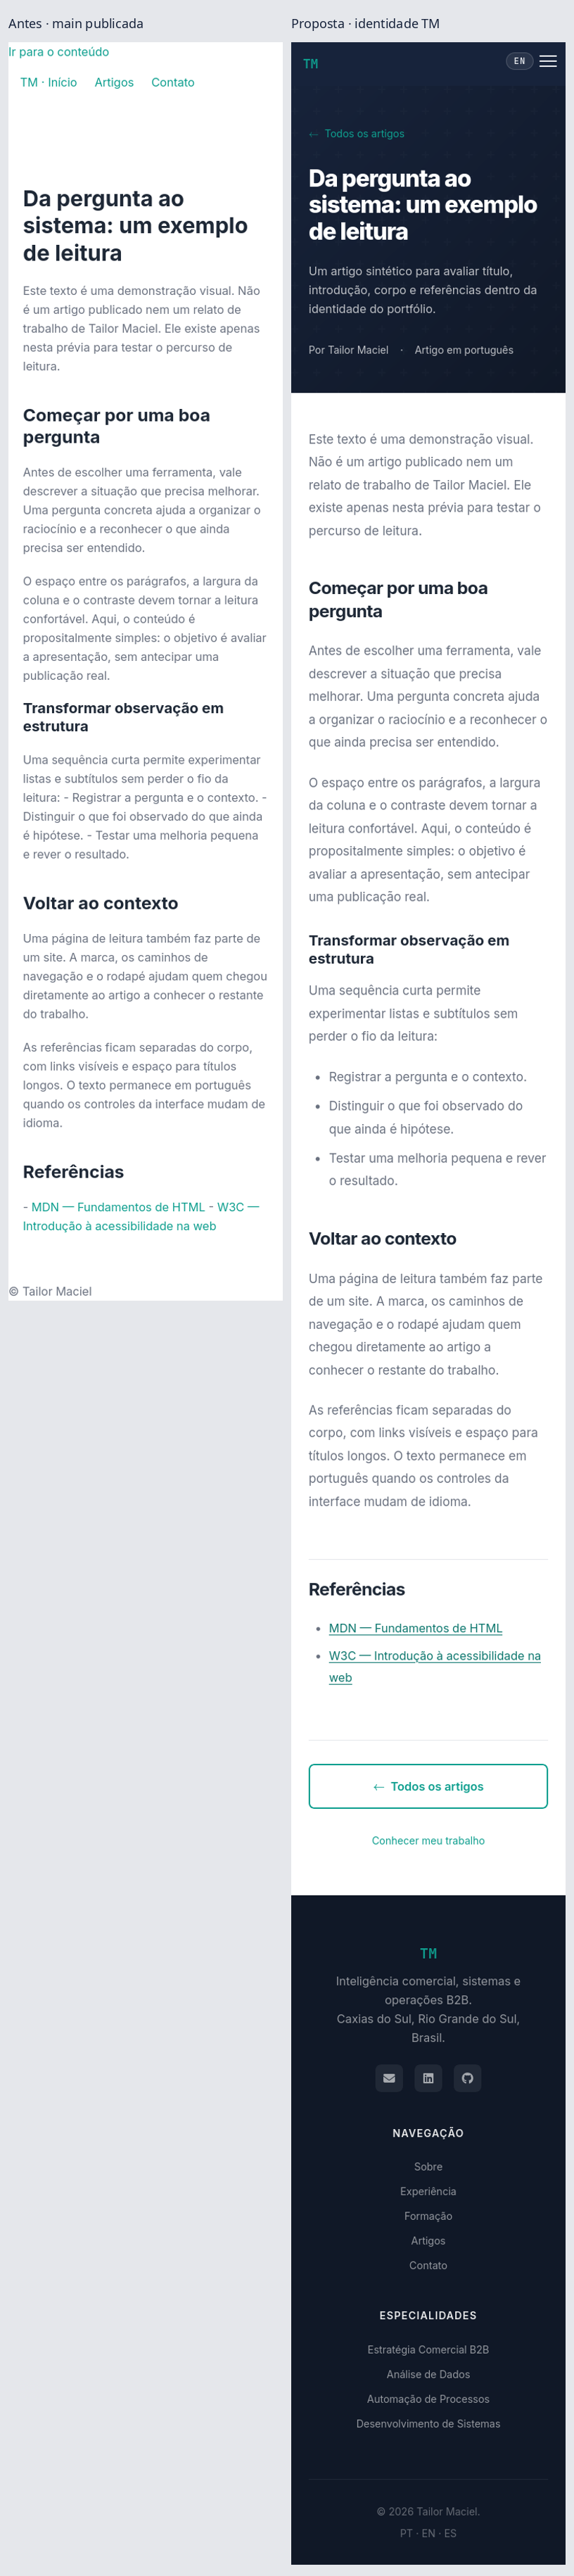 Antes · main publicada
Ir para o conteúdo
TM · Início Artigos Contato
Da pergunta ao
sistema: um exemplo
de leitura
Este texto é uma demonstração visual. Não
é um artigo publicado nem um relato de
trabalho de Tailor Maciel. Ele existe apenas
nesta prévia para testar o percurso de
leitura.
Começar por uma boa
pergunta
Antes de escolher uma ferramenta, vale
descrever a situação que precisa melhorar.
Uma pergunta concreta ajuda a organizar o
raciocínio e a reconhecer o que ainda
precisa ser entendido.
O espaço entre os parágrafos, a largura da
coluna e o contraste devem tornar a leitura
confortável. Aqui, o conteúdo é
propositalmente simples: o objetivo é avaliar
a apresentação, sem antecipar uma
publicação real.
Transformar observação em
estrutura
Uma sequência curta permite experimentar
listas e subtítulos sem perder o fio da
leitura: - Registrar a pergunta e o contexto. -
Distinguir o que foi observado do que ainda
é hipótese. - Testar uma melhoria pequena
e rever o resultado.
Voltar ao contexto
Uma página de leitura também faz parte de
um site. A marca, os caminhos de
navegação e o rodapé ajudam quem chegou
diretamente ao artigo a conhecer o restante
do trabalho.
As referências ficam separadas do corpo,
com links visíveis e espaço para títulos
longos. O texto permanece em português
quando os controles da interface mudam de
idioma.
Referências
- MDN — Fundamentos de HTML - W3C —
Introdução à acessibilidade na web
© Tailor Maciel
Proposta · identidade TM
TM EN
← Todos os artigos
Da pergunta ao
sistema: um exemplo
de leitura
Um artigo sintético para avaliar título,
introdução, corpo e referências dentro da
identidade do portfólio.
Por Tailor Maciel · Artigo em português
Este texto é uma demonstração visual.
Não é um artigo publicado nem um
relato de trabalho de Tailor Maciel. Ele
existe apenas nesta prévia para testar o
percurso de leitura.
Começar por uma boa
pergunta
Antes de escolher uma ferramenta, vale
descrever a situação que precisa
melhorar. Uma pergunta concreta ajuda
a organizar o raciocínio e a reconhecer o
que ainda precisa ser entendido.
O espaço entre os parágrafos, a largura
da coluna e o contraste devem tornar a
leitura confortável. Aqui, o conteúdo é
propositalmente simples: o objetivo é
avaliar a apresentação, sem antecipar
uma publicação real.
Transformar observação em
estrutura
Uma sequência curta permite
experimentar listas e subtítulos sem
perder o fio da leitura:
• Registrar a pergunta e o contexto.
• Distinguir o que foi observado do
que ainda é hipótese.
• Testar uma melhoria pequena e rever
o resultado.
Voltar ao contexto
Uma página de leitura também faz parte
de um site. A marca, os caminhos de
navegação e o rodapé ajudam quem
chegou diretamente ao artigo a
conhecer o restante do trabalho.
As referências ficam separadas do
corpo, com links visíveis e espaço para
títulos longos. O texto permanece em
português quando os controles da
interface mudam de idioma.
Referências
• MDN — Fundamentos de HTML
• W3C — Introdução à acessibilidade na
web
← Todos os artigos
Conhecer meu trabalho
TM
Inteligência comercial, sistemas e
operações B2B.
Caxias do Sul, Rio Grande do Sul,
Brasil.
NAVEGAÇÃO
Sobre
Experiência
Formação
Artigos
Contato
ESPECIALIDADES
Estratégia Comercial B2B
Análise de Dados
Automação de Processos
Desenvolvimento de Sistemas
© 2026 Tailor Maciel.
PT · EN · ES